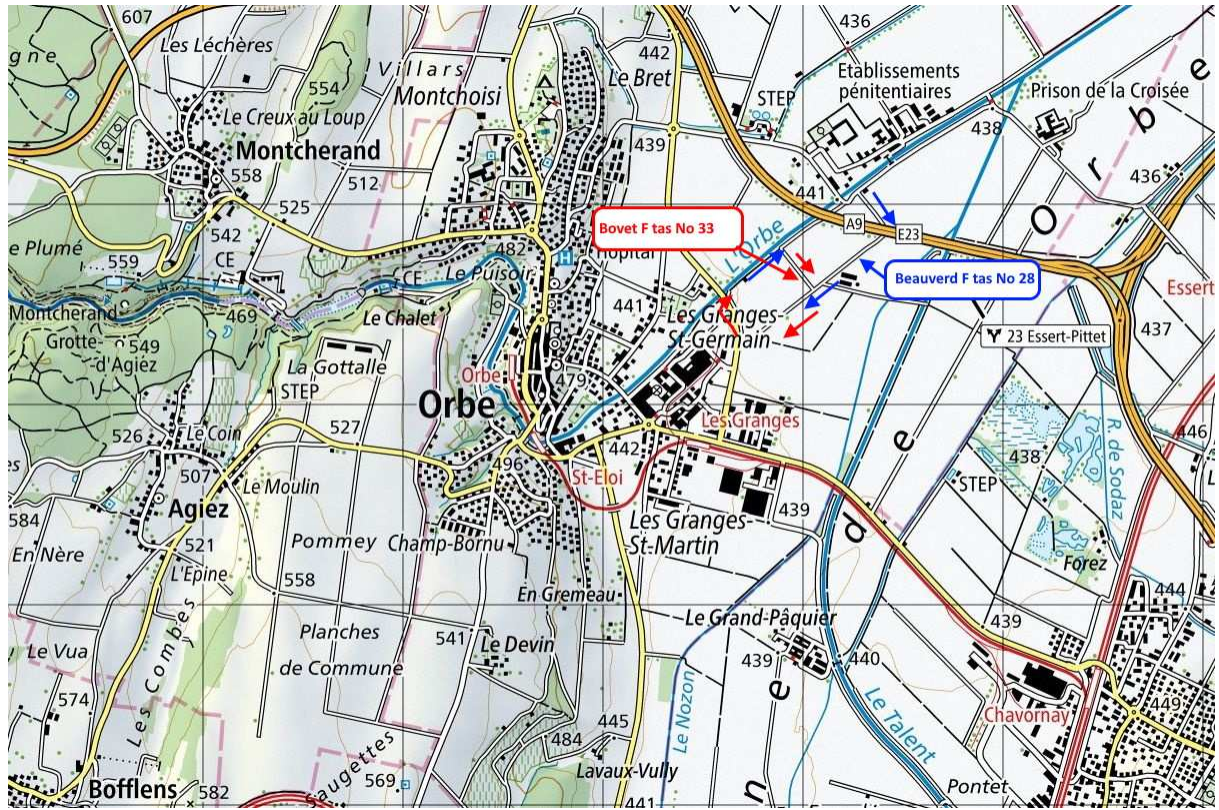 607
436
Les Léchères
442
gne
Villars
Montchoisi
Le Bret
Etablissements
pénitentiaires
554
STEP
Prison de la Croisée
Le Creux au Loup
438
Montcherand
439
558
512
441
436
525
Bovet F tas No 33
A9
E23
e Plumé
542
CE
482
L'Orbe
Hôpital
559
CE
Le Puisoir
Beauverd F tas No 28
Essert
Montcherand
469
Le Chalet
441
Les Granges-
St-Germain
437
Grotte
d'Agiez
549
23 Essert-Pittet
La Gottalle
Orbe
479
STEP
Orbe
R de Sodaz
526
Le Coin
527
442
Les Granges
446
438
507
Le Moulin
496
St-Eloi
STEP
Agiez
439
584
Les Granges-
St-Martin
En Nère
521
Pommey
Champ-Bornu
L'Epine
Forez
558
En Gremeau
444
Les Combes
Le Grand-Pâquier
439
Planches
de Commune
541
Le Devin
Le Vua
439
440
574
Le Nozon
Le Talent
Chavornay
449
445
484
Saugettes
Lavaux-Vully
569
Bofflens
582
441
Pontet
O r b e
d e
n e